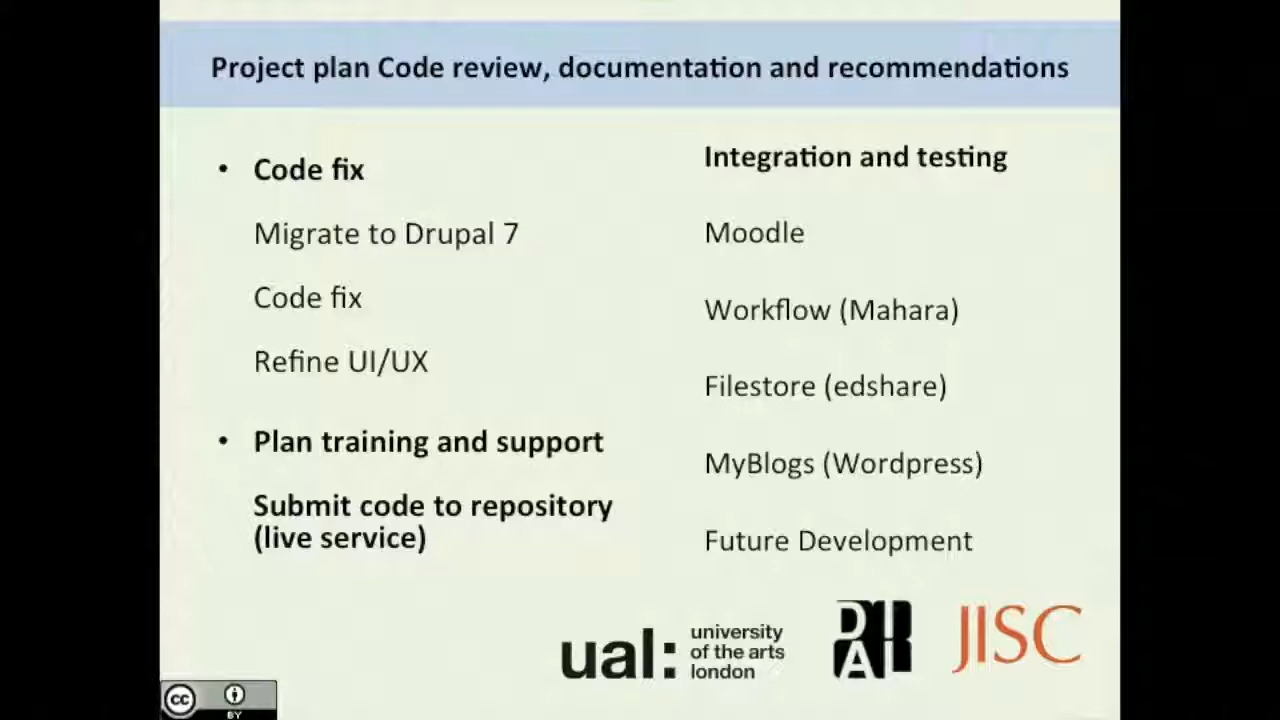 Project plan Code review, documentation and recommendations
• Code fix
Migrate to Drupal 7
Code fix
Refine UI/UX
• Plan training and support
Submit code to repository
(live service)
Integration and testing
Moodle
Workflow (Mahara)
Filestore (edshare)
MyBlogs (Wordpress)
Future Development
ual:
university
of the arts
london
DIAL
JISC
cc
BY